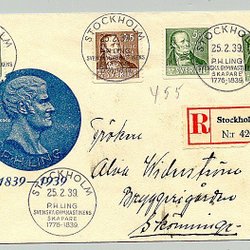 STOCKHOLM
25.2.39.
P.H.LING
SVENSKA GYMNASTIKENS
SKAPARE
1776-1839
STOCKHOLM
25.2.39.
P.H.LING
SVENSKA GYMNASTIKENS
SKAPARE
1776-1839
SVERIGE
SVERIGE
455
R
Stockholm
Nr 42
P.H.LING
1839-1939
STOCKHOLM
25.2.39.
P.H.LING
SVENSKA GYMNASTIKENS
SKAPARE
1776-1839
Fröken
Alva Widerström
Bryggeregården
Skänninge